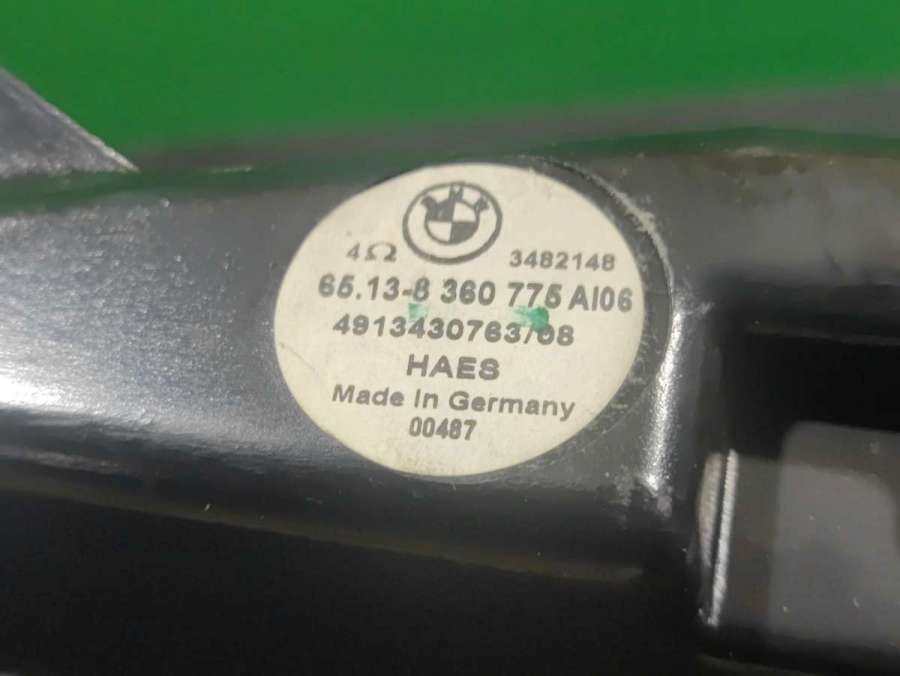 4Ω 3482148
65.13-8 360 775 AI06
4913430763/08
HAES
Made In Germany
00487